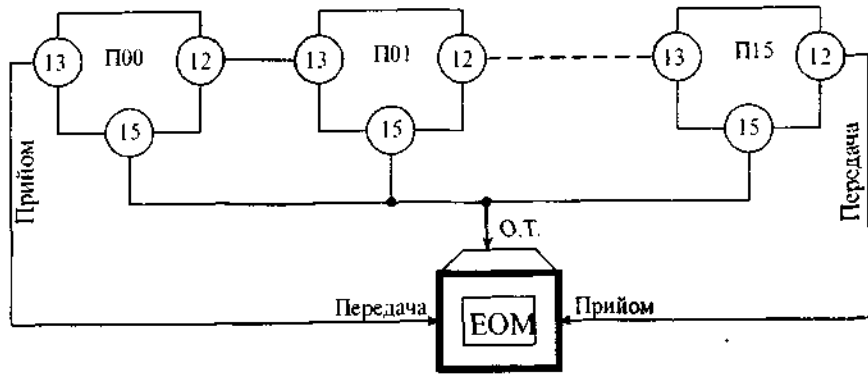 13 П00 12 13 П01 12 13 П15 12
15 15 15
Прийом
Передача
О.Т.
Передача
Прийом
ЕОМ